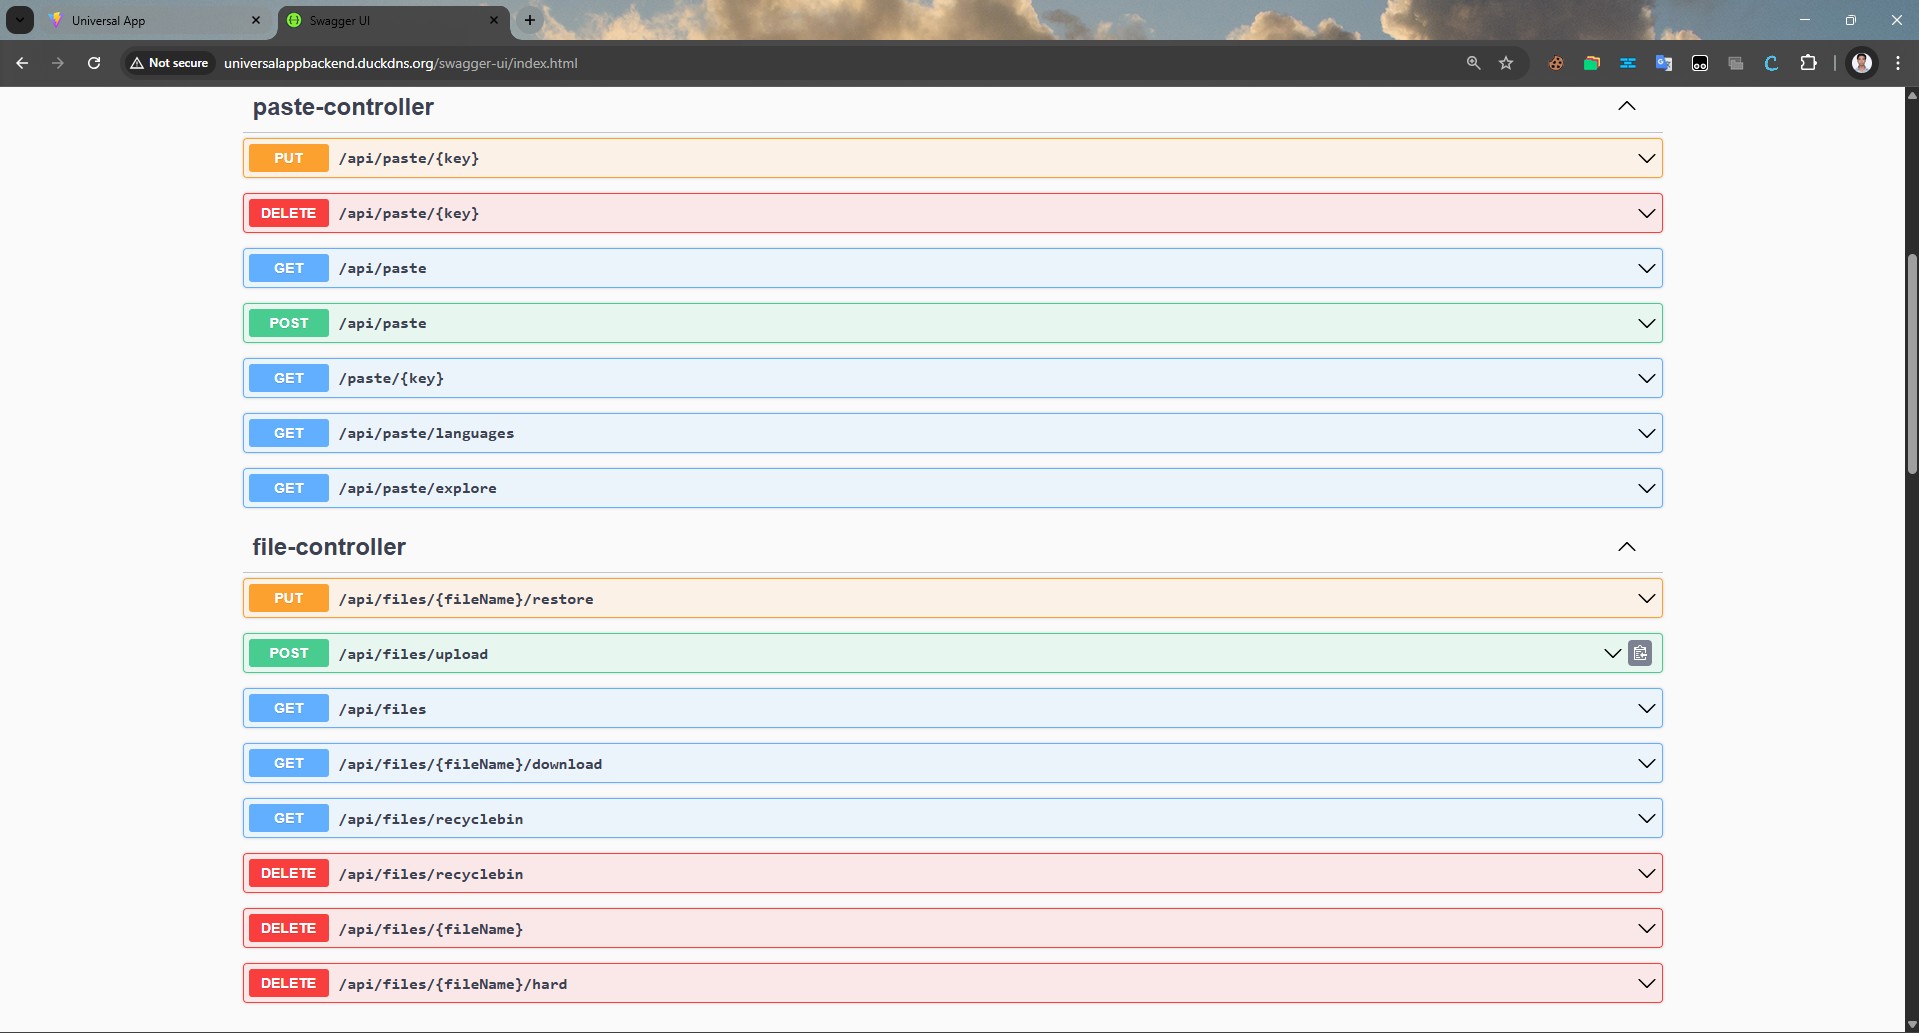 Universal App
Swagger UI
Not secure
universalappbackend.duckdns.org/swagger-ui/index.html
paste-controller
PUT /api/paste/{key}
DELETE /api/paste/{key}
GET /api/paste
POST /api/paste
GET /paste/{key}
GET /api/paste/languages
GET /api/paste/explore
file-controller
PUT /api/files/{fileName}/restore
POST /api/files/upload
GET /api/files
GET /api/files/{fileName}/download
GET /api/files/recyclebin
DELETE /api/files/recyclebin
DELETE /api/files/{fileName}
DELETE /api/files/{fileName}/hard